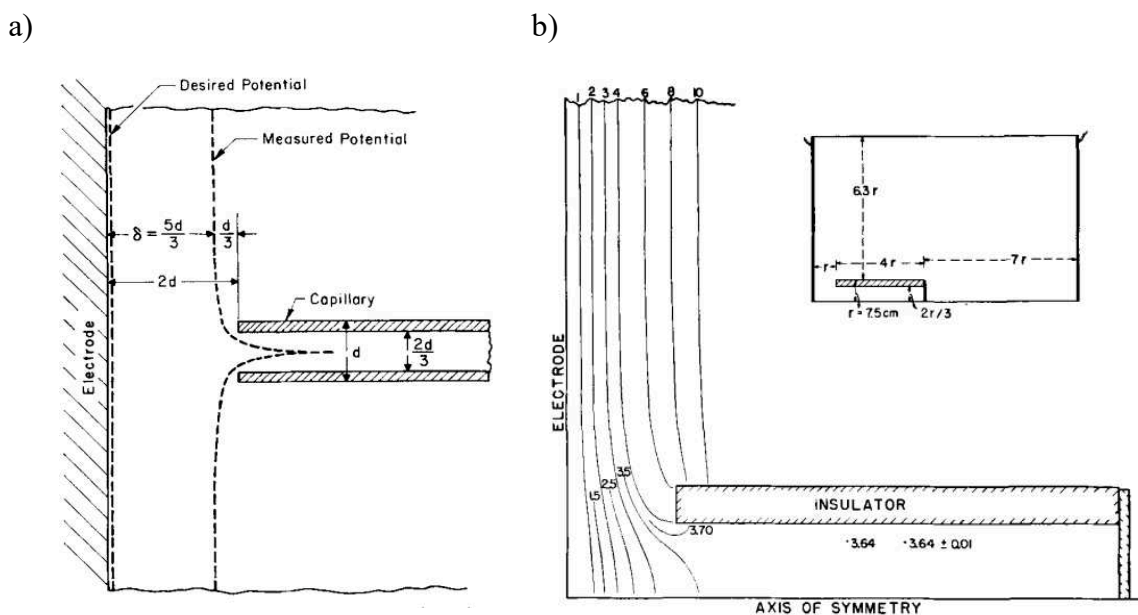 a)
b)
Desired Potential
Measured Potential
δ = 5d/3
d/3
2d
Capillary
d
2d/3
Electrode
1 2 3 4 6 8 10
6.3 r
r
4 r
7 r
r = 7.5cm
2r/3
ELECTRODE
3.5
2.5
1.5
3.70
INSULATOR
3.64
3.64 ± 0.01
AXIS OF SYMMETRY